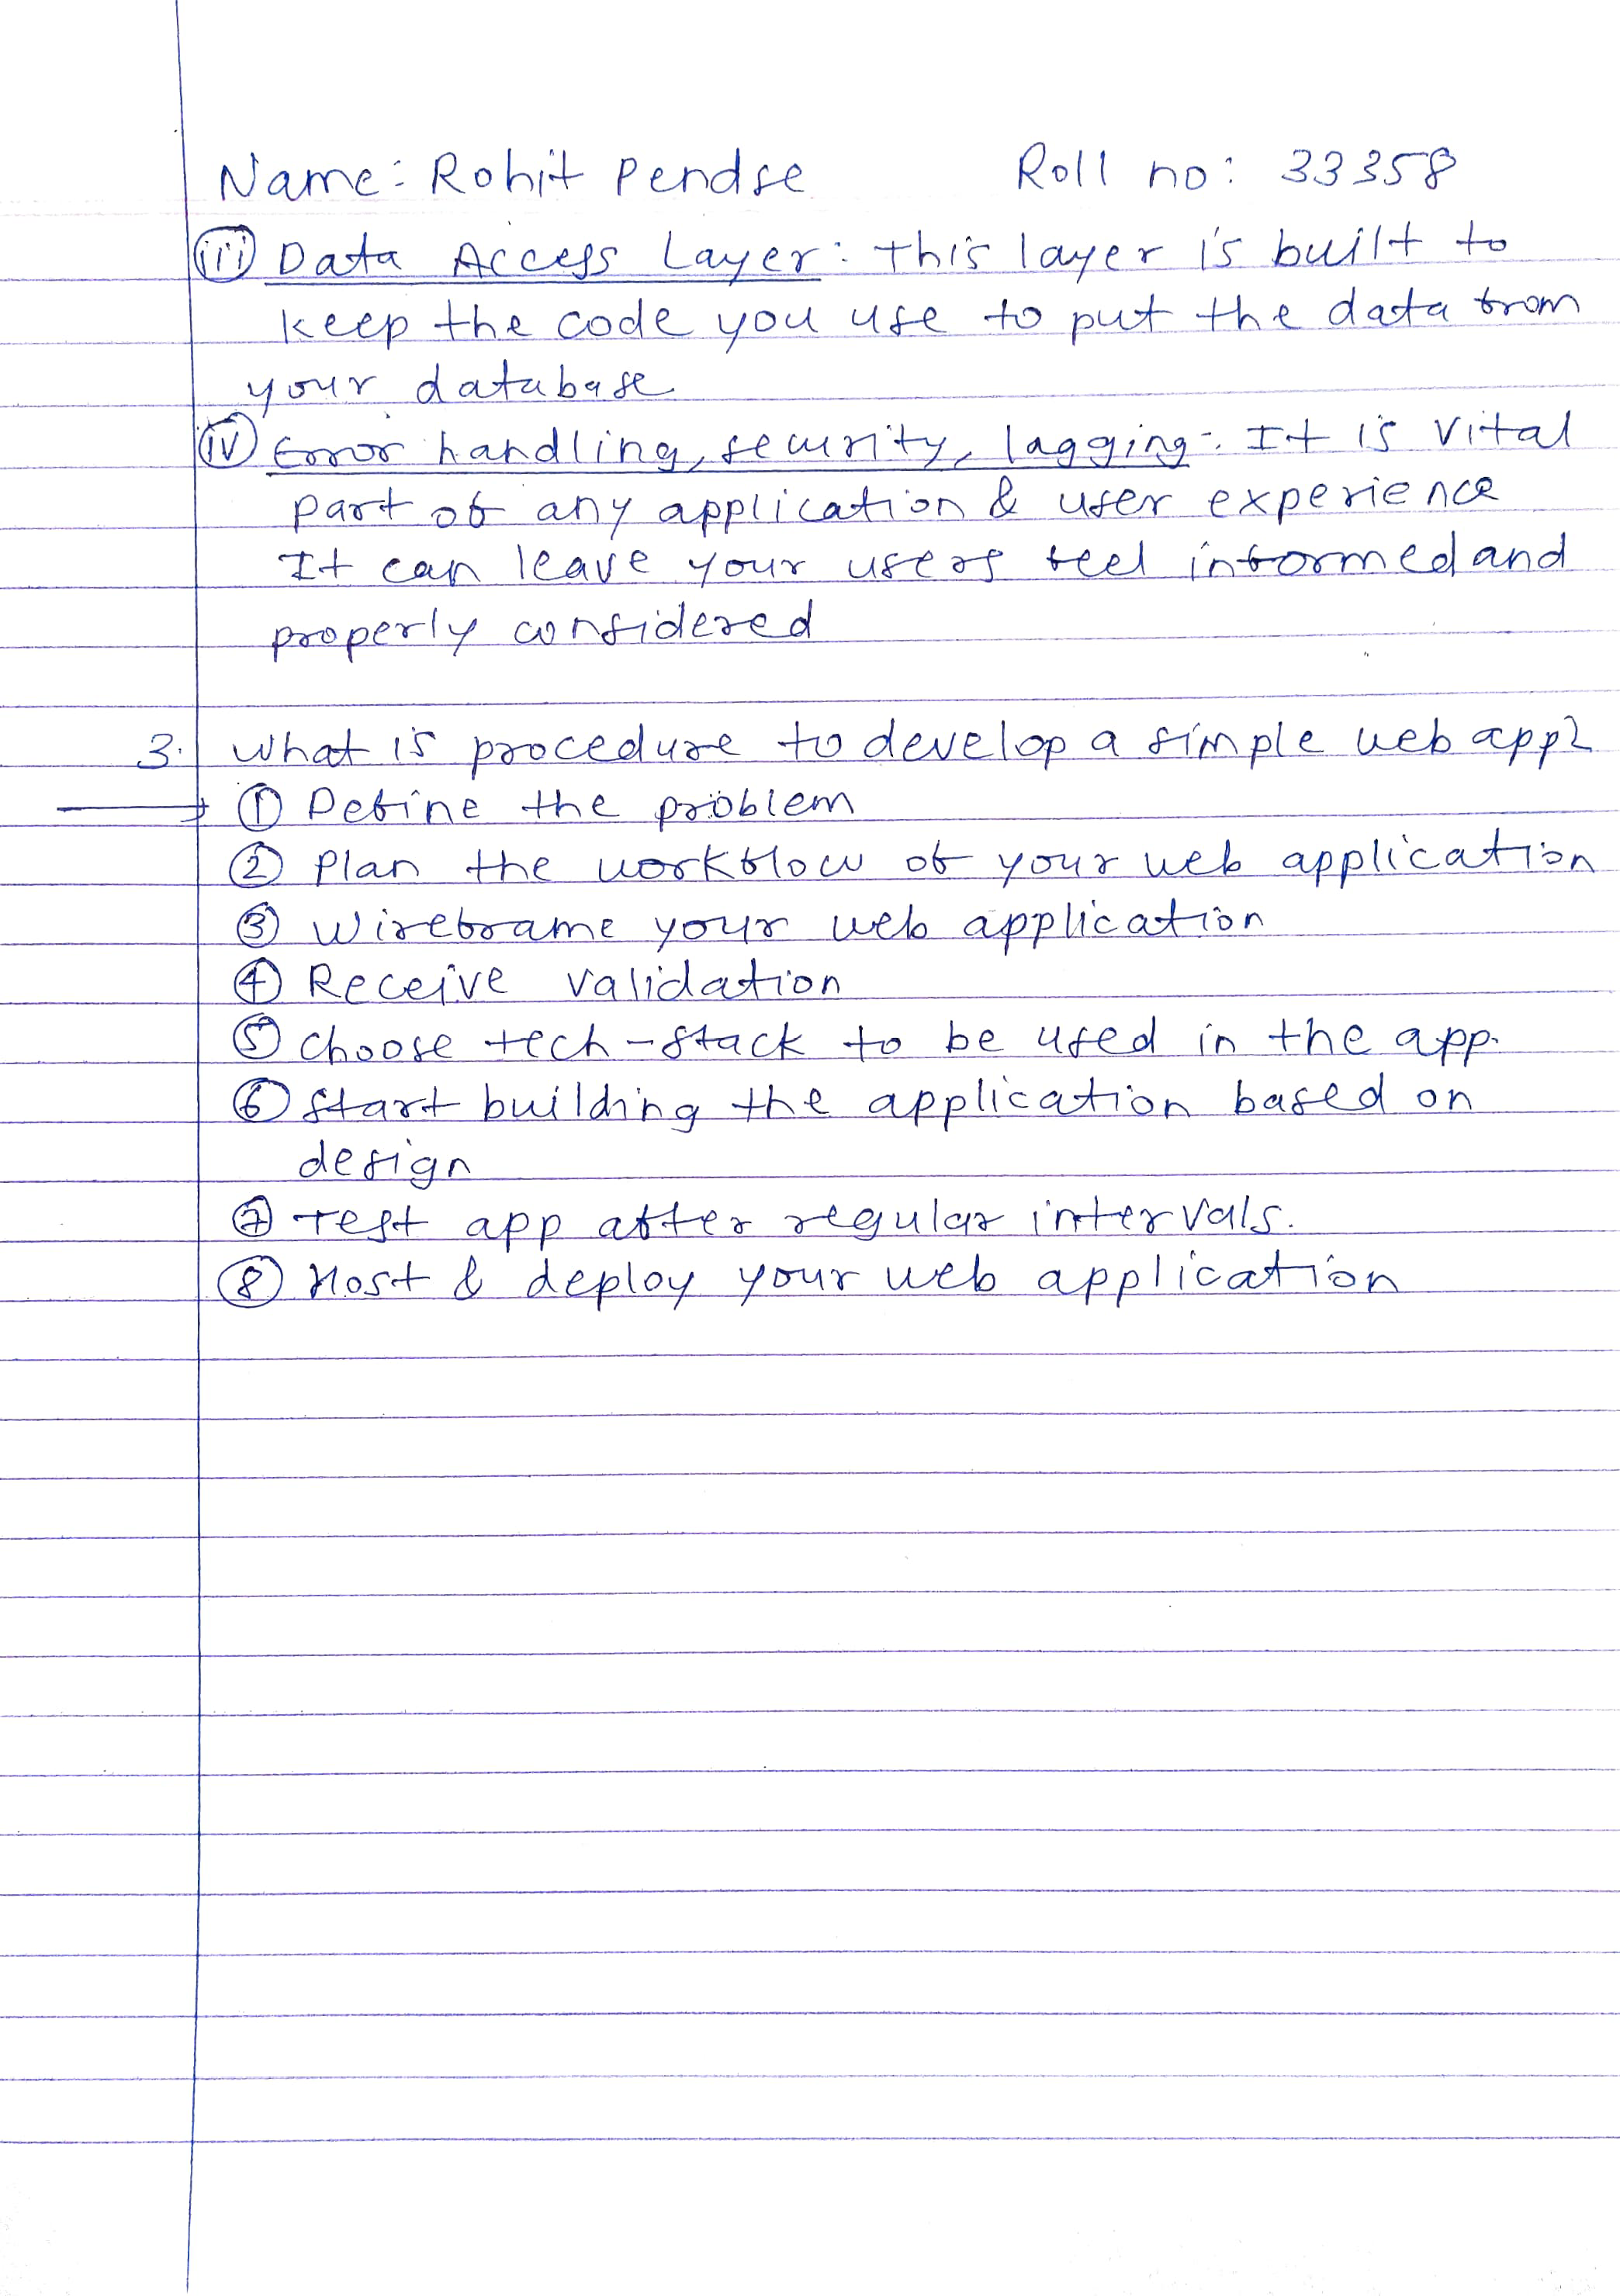 Name: Rohit Pendse Roll no: 33358
(iii) Data Access Layer: This layer is built to
keep the code you use to put the data from
your database
(iv) Error handling, security, lagging: It is vital
part of any application & user experience
It can leave your users feel informed and
properly considered
3. What is procedure to develop a simple web app?
→ (1) Define the problem
(2) Plan the workflow of your web application
(3) Wireframe your web application
(4) Receive validation
(5) choose tech-stack to be used in the app.
(6) Start building the application based on
design
(7) Test app after regular intervals.
(8) Host & deploy your web application